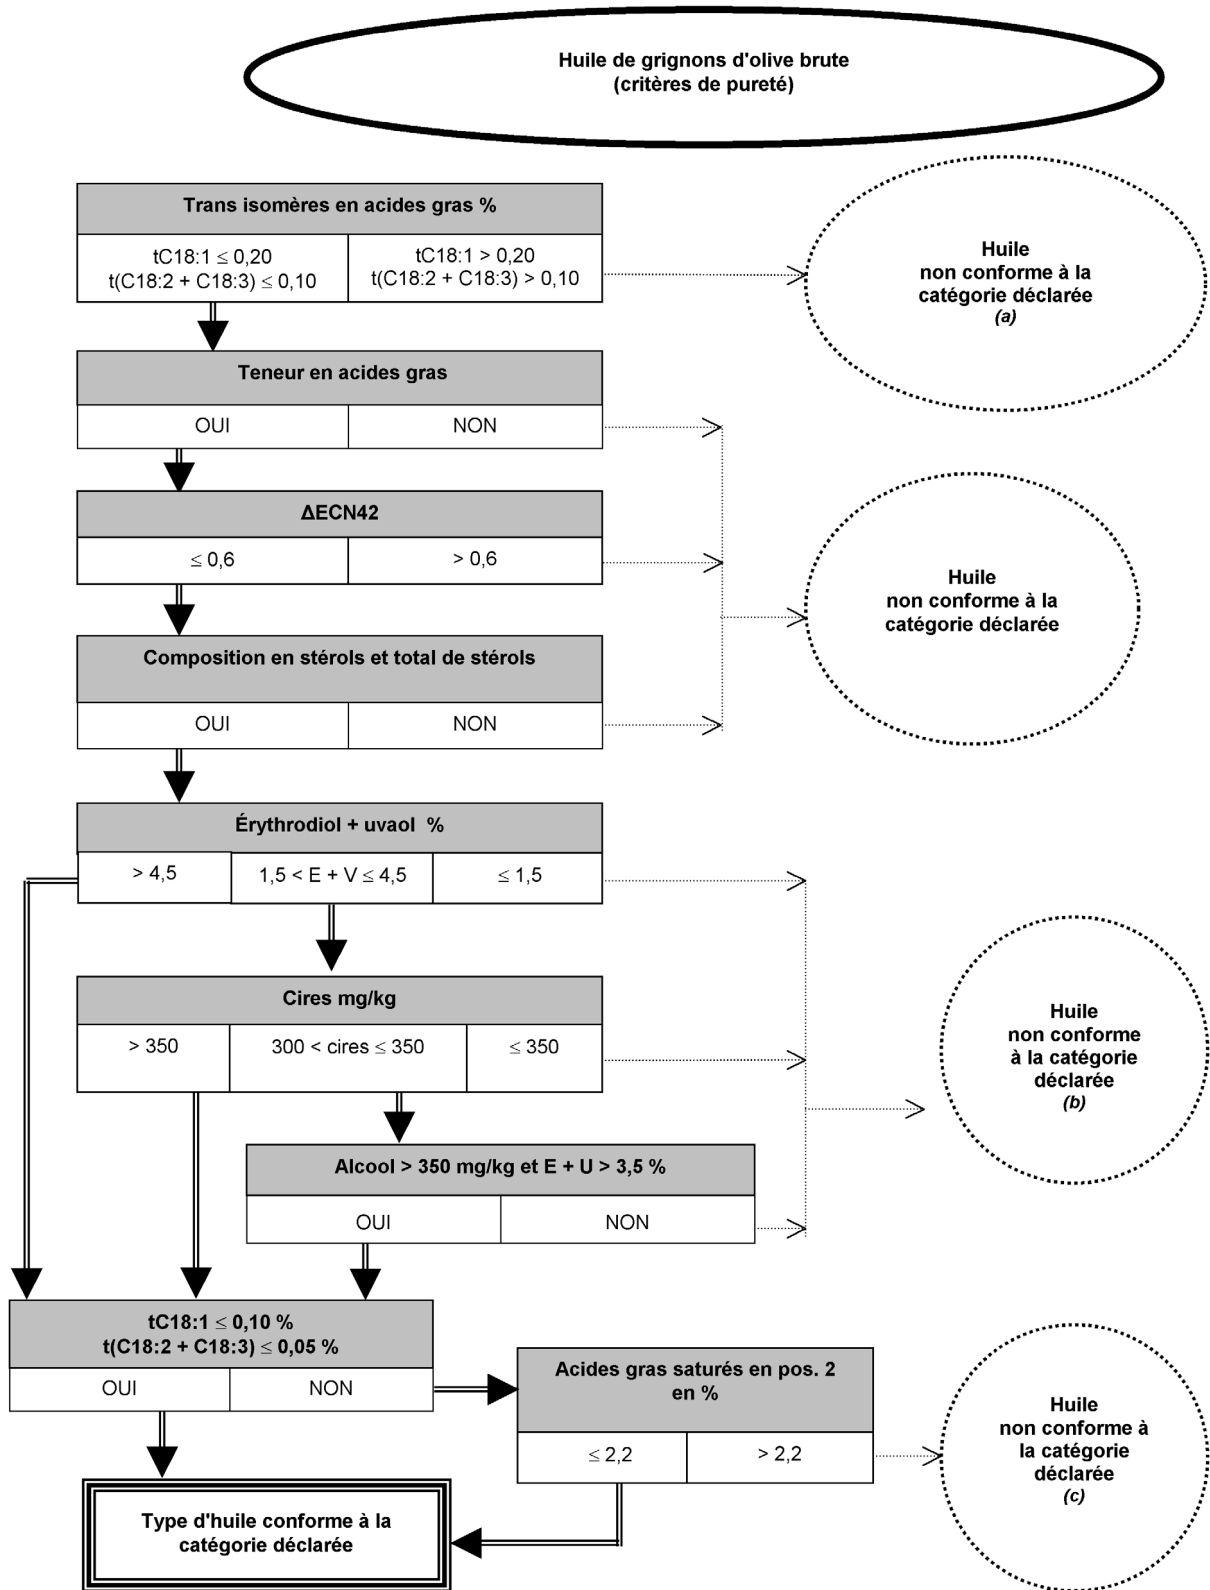 Huile de grignons d'olive brute
(critères de pureté)
Trans isomères en acides gras %
tC18:1 ≤ 0,20
t(C18:2 + C18:3) ≤ 0,10
tC18:1 > 0,20
t(C18:2 + C18:3) > 0,10
Huile
non conforme à la
catégorie déclarée
(a)
Teneur en acides gras
OUI
NON
ΔECN42
≤ 0,6
> 0,6
Huile
non conforme à la
catégorie déclarée
Composition en stérols et total de stérols
OUI
NON
Érythrodiol + uvaol %
> 4,5
1,5 < E + V ≤ 4,5
≤ 1,5
Cires mg/kg
> 350
300 < cires ≤ 350
≤ 350
Huile
non conforme
à la catégorie
déclarée
(b)
Alcool > 350 mg/kg et E + U > 3,5 %
OUI
NON
tC18:1 ≤ 0,10 %
t(C18:2 + C18:3) ≤ 0,05 %
OUI
NON
Acides gras saturés en pos. 2
en %
≤ 2,2
> 2,2
Huile
non conforme à
la catégorie
déclarée
(c)
Type d'huile conforme à la
catégorie déclarée